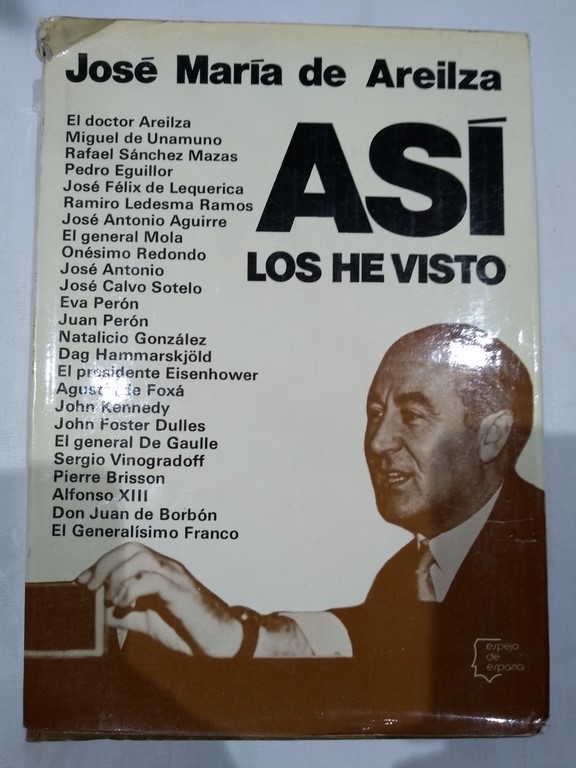 José María de Areilza
El doctor Areilza
Miguel de Unamuno
Rafael Sánchez Mazas
Pedro Eguillor
José Félix de Lequerica
Ramiro Ledesma Ramos
José Antonio Aguirre
El general Mola
Onésimo Redondo
José Antonio
José Calvo Sotelo
Eva Perón
Juan Perón
Natalicio González
Dag Hammarskjöld
El presidente Eisenhower
Agustín de Foxá
John Kennedy
John Foster Dulles
El general De Gaulle
Sergio Vinogradoff
Pierre Brisson
Alfonso XIII
Don Juan de Borbón
El Generalísimo Franco
ASÍ
LOS HE VISTO
espejo
de
españa